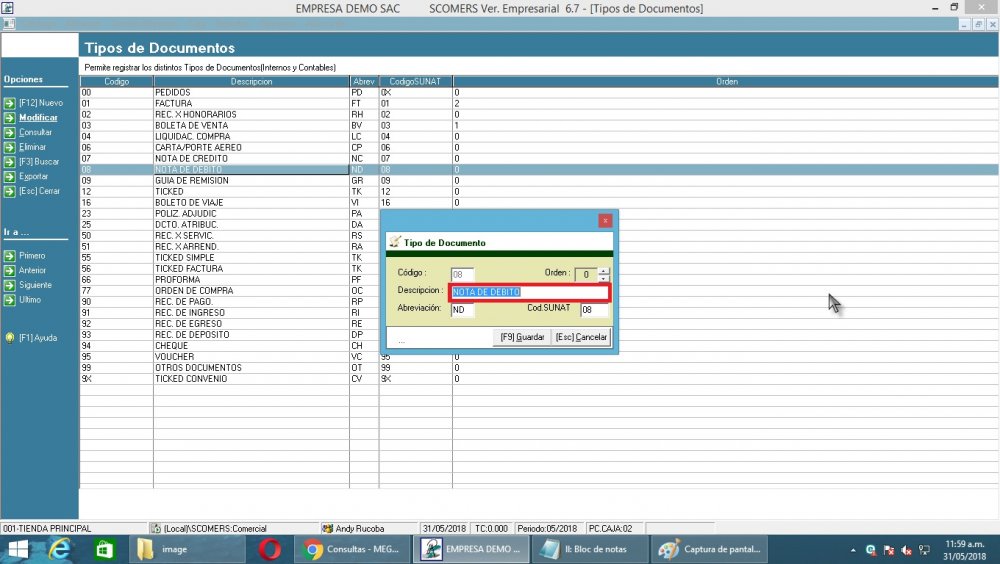 EMPRESA DEMO SAC SCOMERS Ver. Empresarial 6.7 - [Tipos de Documentos]
Tipos de Documentos
Permite registrar los distintos Tipos de Documentos(Internos y Contables)
Opciones
[F12] Nuevo
Modificar
Consultar
Eliminar
[F3] Buscar
Exportar
[Esc] Cerrar
Ir a ...
Primero
Anterior
Siguiente
Ultimo
[F1] Ayuda
Codigo Descripcion Abrev CodigoSUNAT Orden
00 PEDIDOS PD 0X 0
01 FACTURA FT 01 2
02 REC. X HONORARIOS RH 02 0
03 BOLETA DE VENTA BV 03 1
04 LIQUIDAC. COMPRA LC 04 0
06 CARTA/PORTE AEREO CP 06 0
07 NOTA DE CREDITO NC 07 0
08 NOTA DE DEBITO ND 08 0
09 GUIA DE REMISION GR 09 0
12 TICKED TK 12 0
16 BOLETO DE VIAJE VI 16 0
23 POLIZ. ADJUDIC PA
25 DCTO. ATRIBUC. DA
50 REC. X SERVIC. RS
51 REC. X ARREND. RA
55 TICKED SIMPLE TK
56 TICKED FACTURA TK
66 PROFORMA PF
77 ORDEN DE COMPRA OC
90 REC. DE PAGO. RP
91 REC. DE INGRESO RI
92 REC. DE EGRESO RE
93 REC. DE DEPOSITO DP
94 CHEQUE CH
95 VOUCHER VC 95 0
99 OTROS DOCUMENTOS OT 99 0
9X TICKED CONVENIO CV 9X 0
x
Tipo de Documento
Código : 08 Orden : 0
Descripcion : NOTA DE DEBITO
Abreviación: ND Cod.SUNAT 08
... [F9] Guardar [Esc] Cancelar
001-TIENDA PRINCIPAL (Local)\SCOMERS:Comercial Andy Rucoba 31/05/2018 TC:0.000 Periodo:05/2018 PC.CAJA:02
image Consultas - MEG... EMPRESA DEMO ... II: Bloc de notas Captura de pantal...
11:59 a.m.
31/05/2018